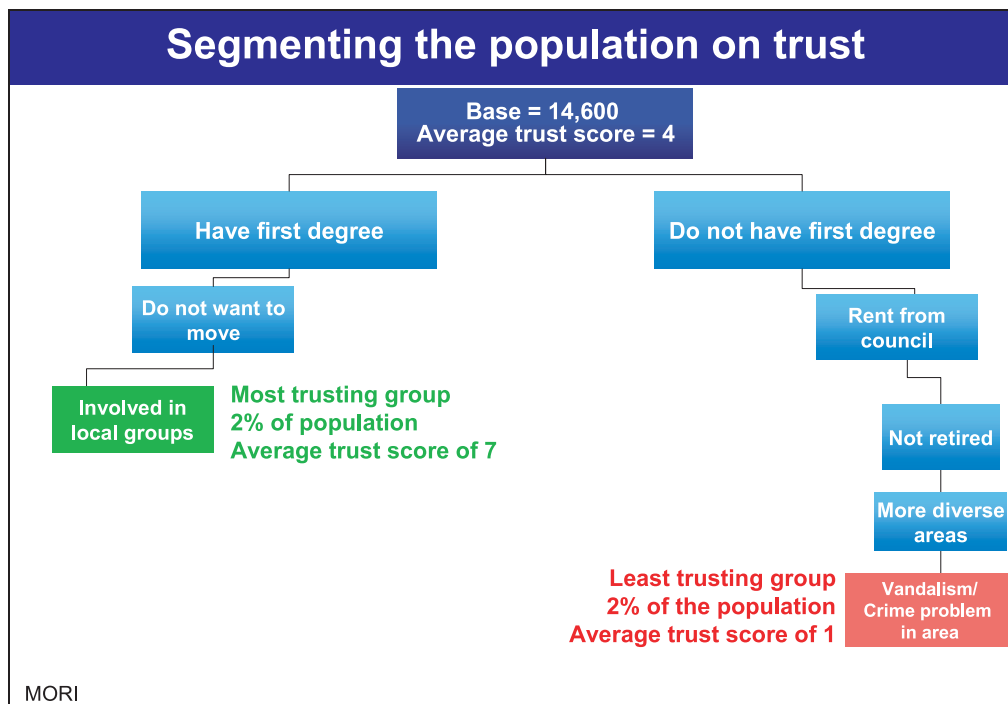 Segmenting the population on trust
Base = 14,600
Average trust score = 4
Have first degree
Do not have first degree
Do not want to
move
Rent from
council
Involved in
local groups
Most trusting group
2% of population
Average trust score of 7
Not retired
More diverse
areas
Least trusting group
2% of the population
Average trust score of 1
Vandalism/
Crime problem
in area
MORI